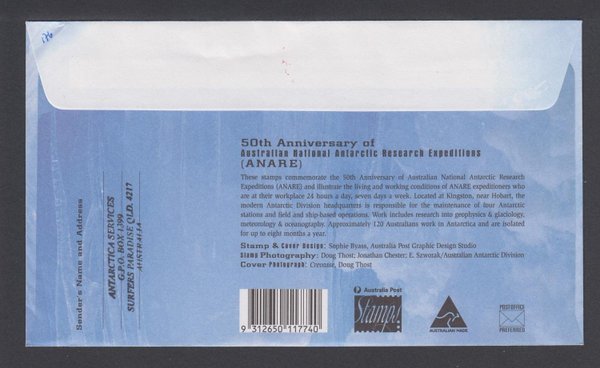 176
50th Anniversary of
Australian National Antarctic Research Expeditions
(ANARE)
These stamps commemorate the 50th Anniversary of Australian National Antarctic Research
Expeditions (ANARE) and illustrate the living and working conditions of ANARE expeditioners who
are at their workplace 24 hours a day, seven days a week. Located at Kingston, near Hobart, the
modern Antarctic Division headquarters is responsible for the maintenance of four Antarctic
stations and field and ship-based operations. Work includes research into geophysics & glaciology,
meteorology & oceanography. Approximately 120 Australians work in Antarctica and are isolated
for up to eights months a year.
Stamp & Cover Design: Sophie Byass, Australia Post Graphic Design Studio
Stamp Photography: Doug Thost; Jonathan Chester; E. Szworak/Australian Antarctic Division
Cover Photograph: Crevasse, Doug Thost
Sender's Name and Address
ANTARCTICA SERVICES
G.P.O. BOX 1399
SURFERS PARADISE QLD. 4217
AUSTRALIA
9 312650 117740
Australia Post
Stamps!
AUSTRALIAN MADE
POST OFFICE
PREFERRED